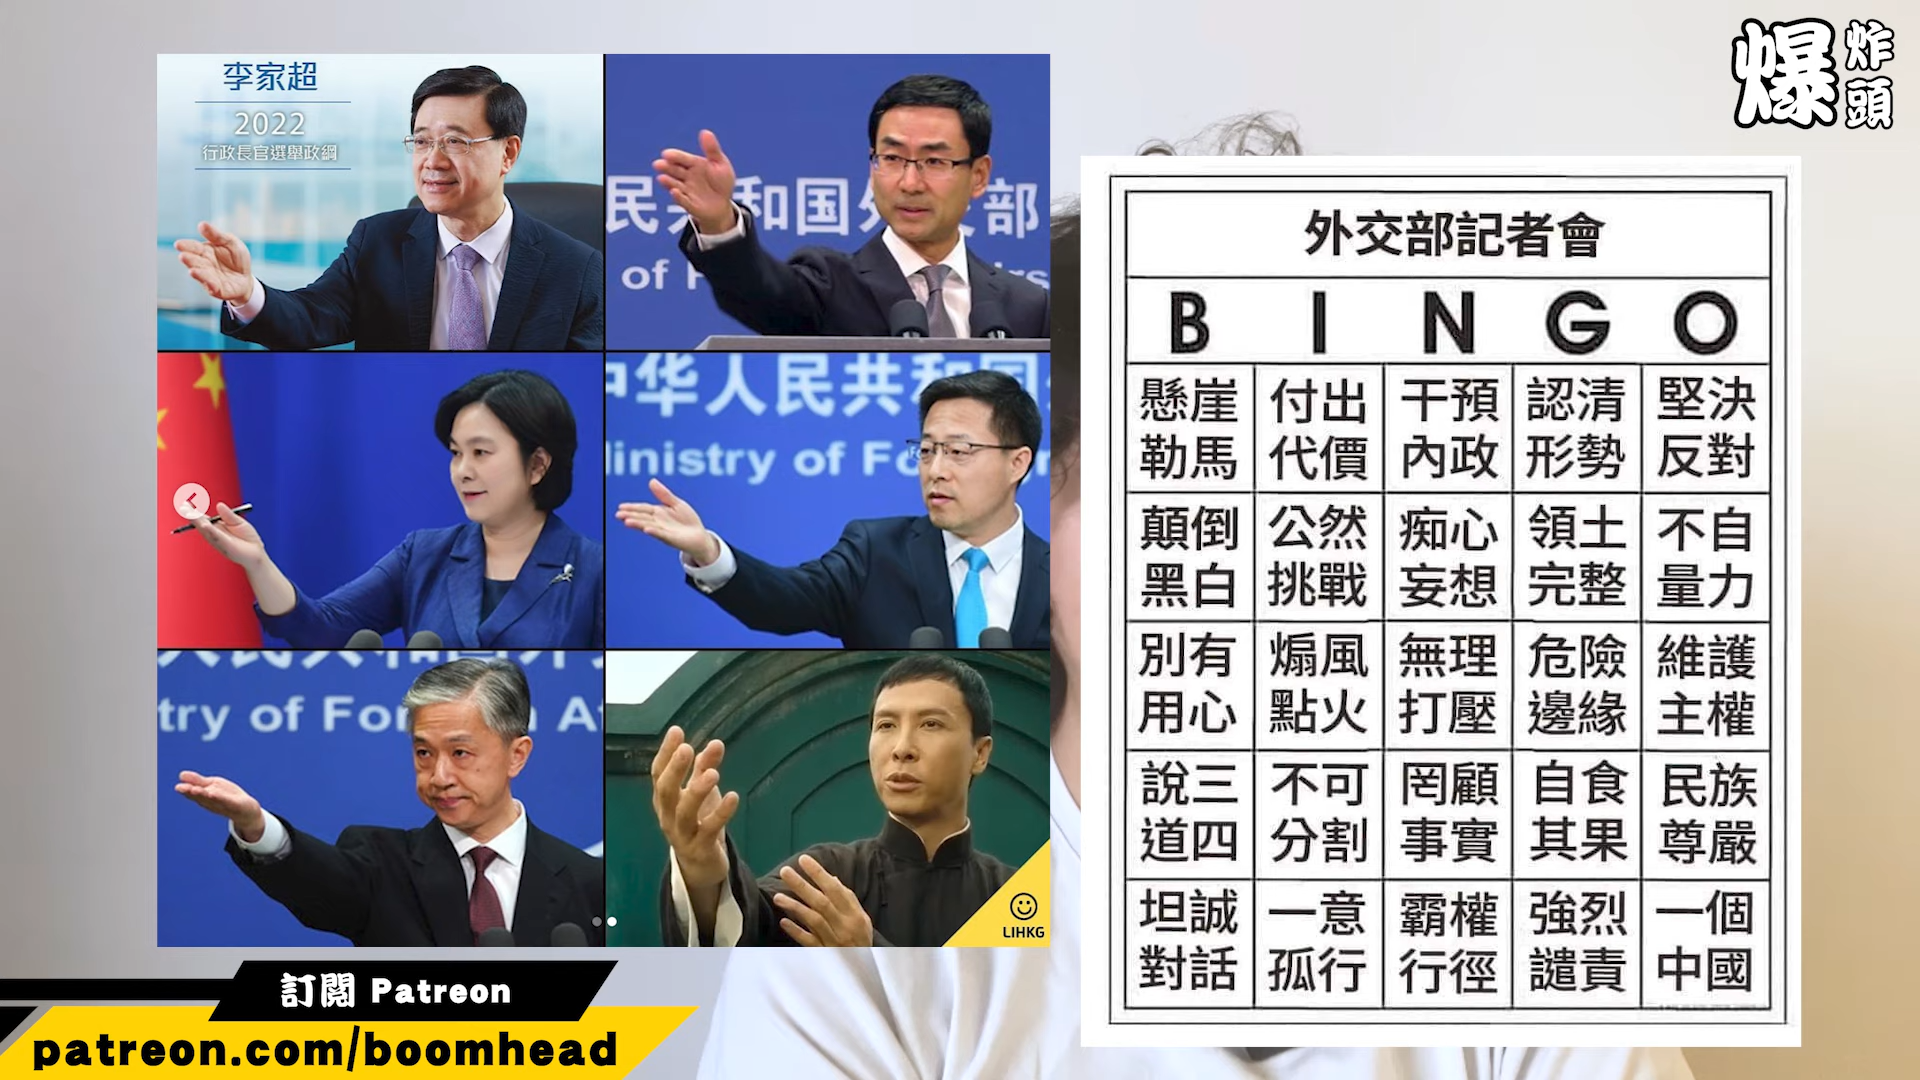 爆炸頭
李家超
2022
行政長官選舉政綱
民共和国外交部
of F
rs
中华人民共和国
inistry of Fo
try of For
n A
LIHKG
外交部記者會
B I N G O
懸崖 付出 干預 認清 堅決
勒馬 代價 內政 形勢 反對
顛倒 公然 痴心 領土 不自
黑白 挑戰 妄想 完整 量力
別有 煽風 無理 危險 維護
用心 點火 打壓 邊緣 主權
說三 不可 罔顧 自食 民族
道四 分割 事實 其果 尊嚴
坦誠 一意 霸權 強烈 一個
對話 孤行 行徑 譴責 中國
訂閱 Patreon
patreon.com/boomhead